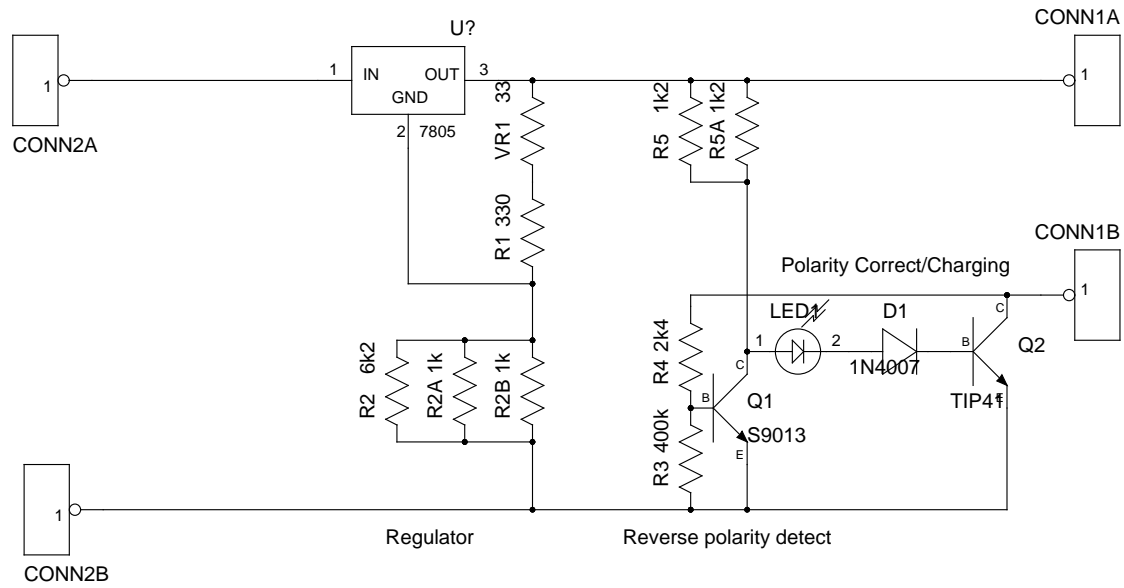 CONN1A
U?
1
1
IN
OUT
3
1
GND
2
7805
CONN2A
VR1 33
R5 1k2
R5A 1k2
R1 330
CONN1B
1
Polarity Correct/Charging
C
LED1
D1
R2 6k2
R2A 1k
R2B 1k
R4 2k4
1
2
C
B
Q2
1N4007
B
Q1
TIP41
E
R3 400k
S9013
E
1
Regulator
Reverse polarity detect
CONN2B